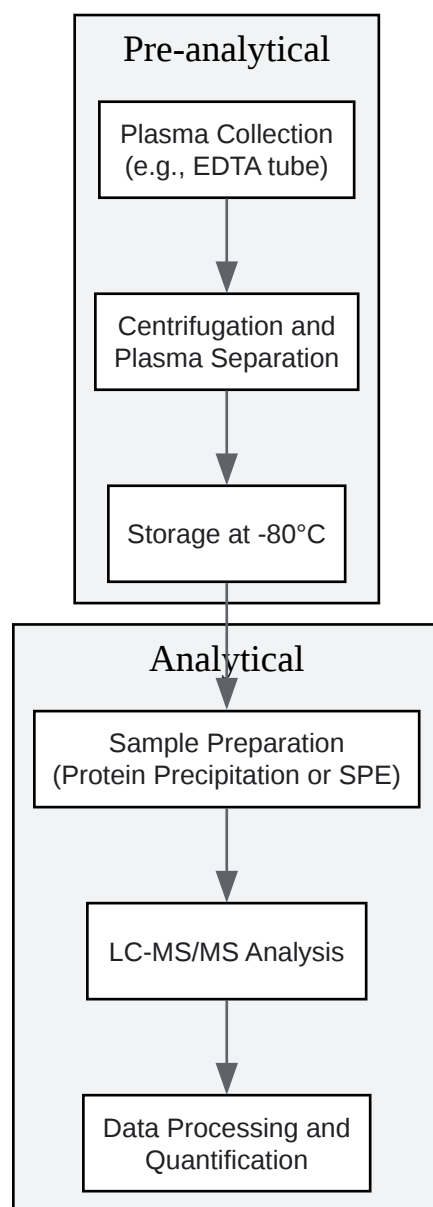 Pre-analytical
Plasma Collection
(e.g., EDTA tube)
Centrifugation and
Plasma Separation
Storage at -80°C
Analytical
Sample Preparation
(Protein Precipitation or SPE)
LC-MS/MS Analysis
Data Processing and
Quantification